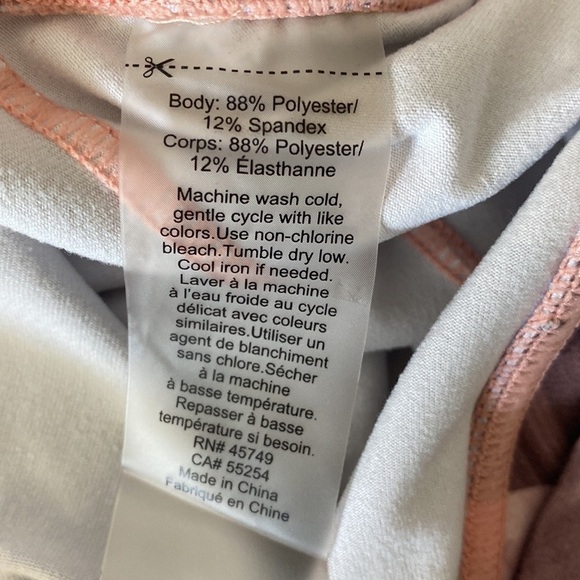 Body: 88% Polyester/
12% Spandex
Corps: 88% Polyester/
12% Élasthanne
Machine wash cold,
gentle cycle with like
colors.Use non-chlorine
bleach.Tumble dry low.
Cool iron if needed.
Laver à la machine
à l'eau froide au cycle
délicat avec couleurs
similaires.Utiliser un
agent de blanchiment
sans chlore.Sécher
à la machine
à basse température.
Repasser à basse
température si besoin.
RN# 45749
CA# 55254
Made in China
Fabriqué en Chine